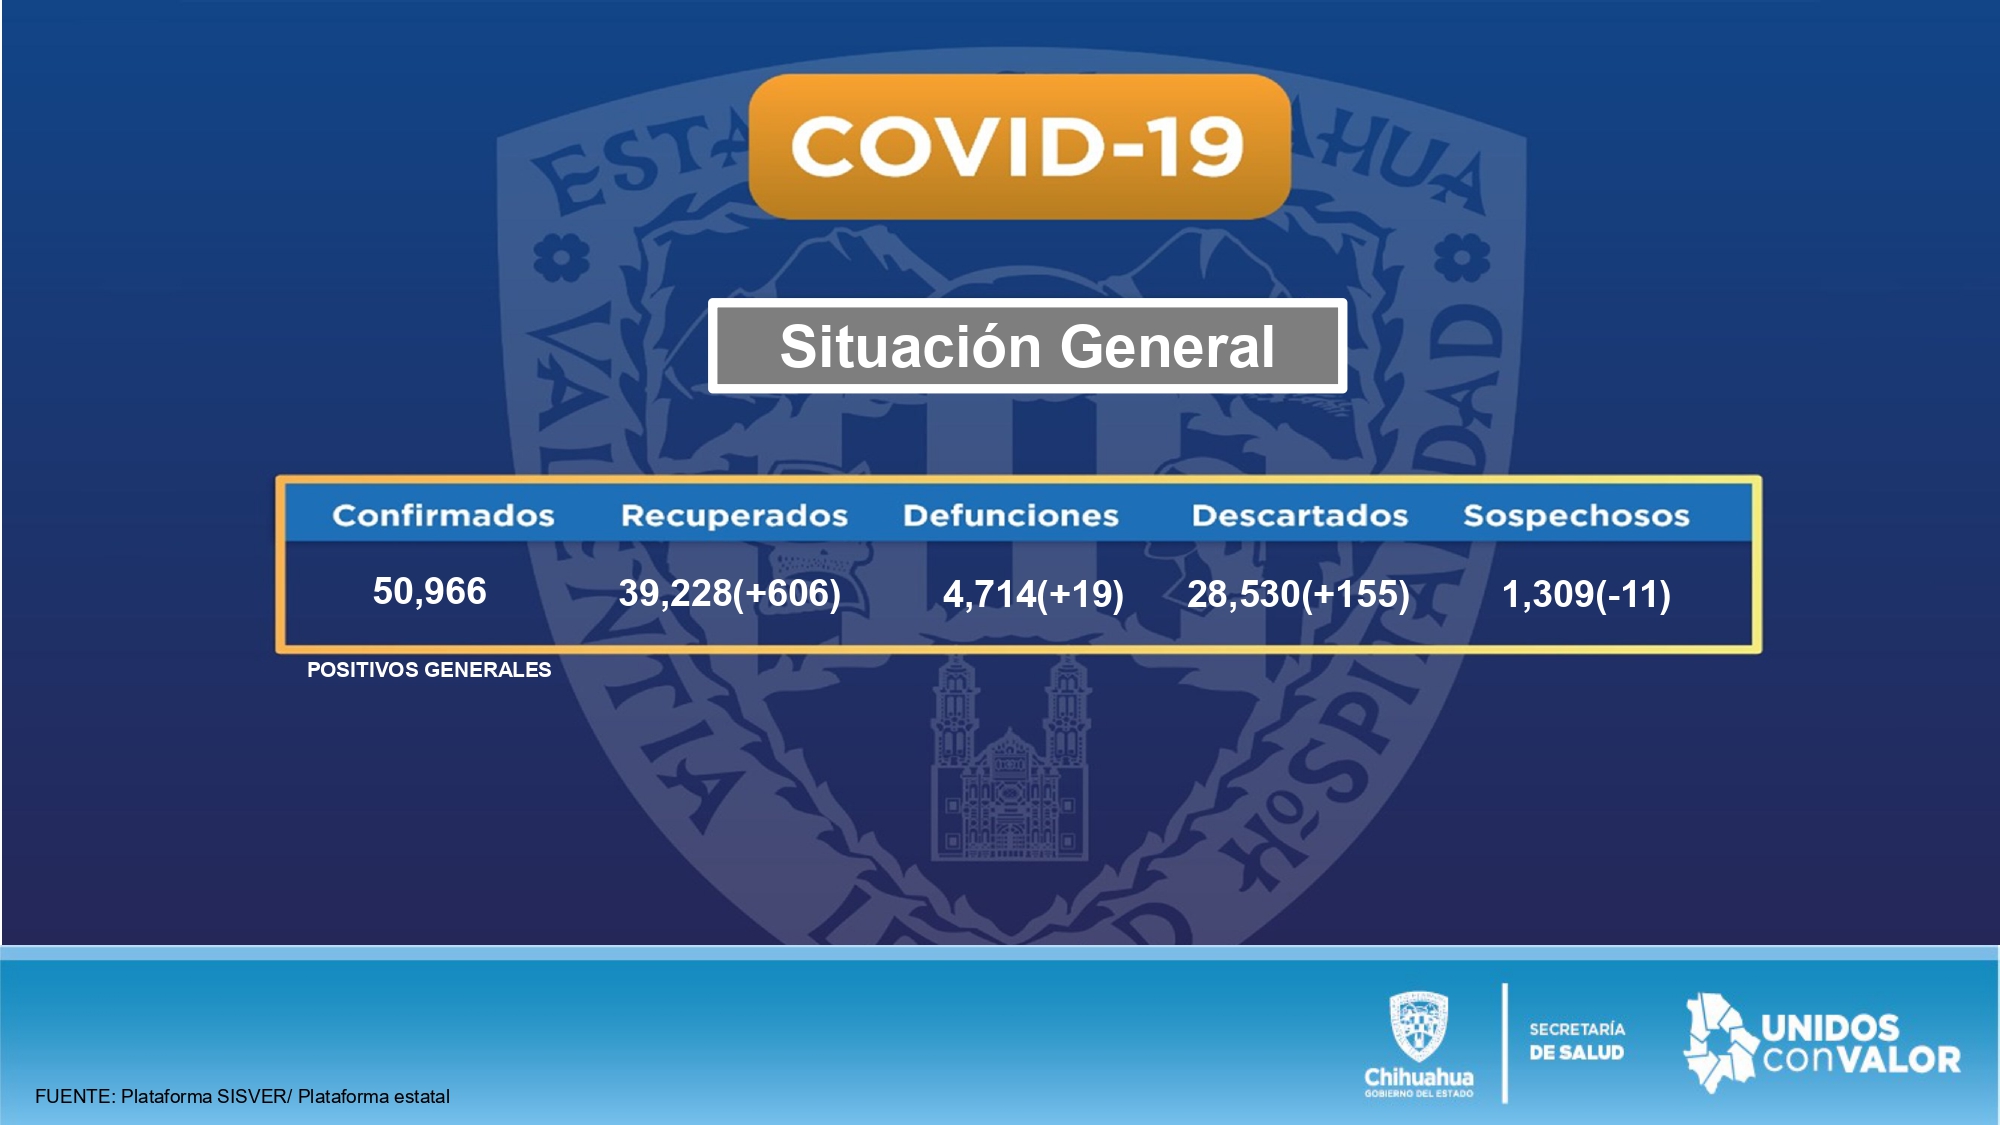 COVID-19
Situación General
Confirmados Recuperados Defunciones Descartados Sospechosos
50,966 39,228(+606) 4,714(+19) 28,530(+155) 1,309(-11)
POSITIVOS GENERALES
VALENTIA
HOSPITALIDAD
Chihuahua
GOBIERNO DEL ESTADO
SECRETARÍA
DE SALUD
UNIDOS
conVALOR
FUENTE: Plataforma SISVER/ Plataforma estatal